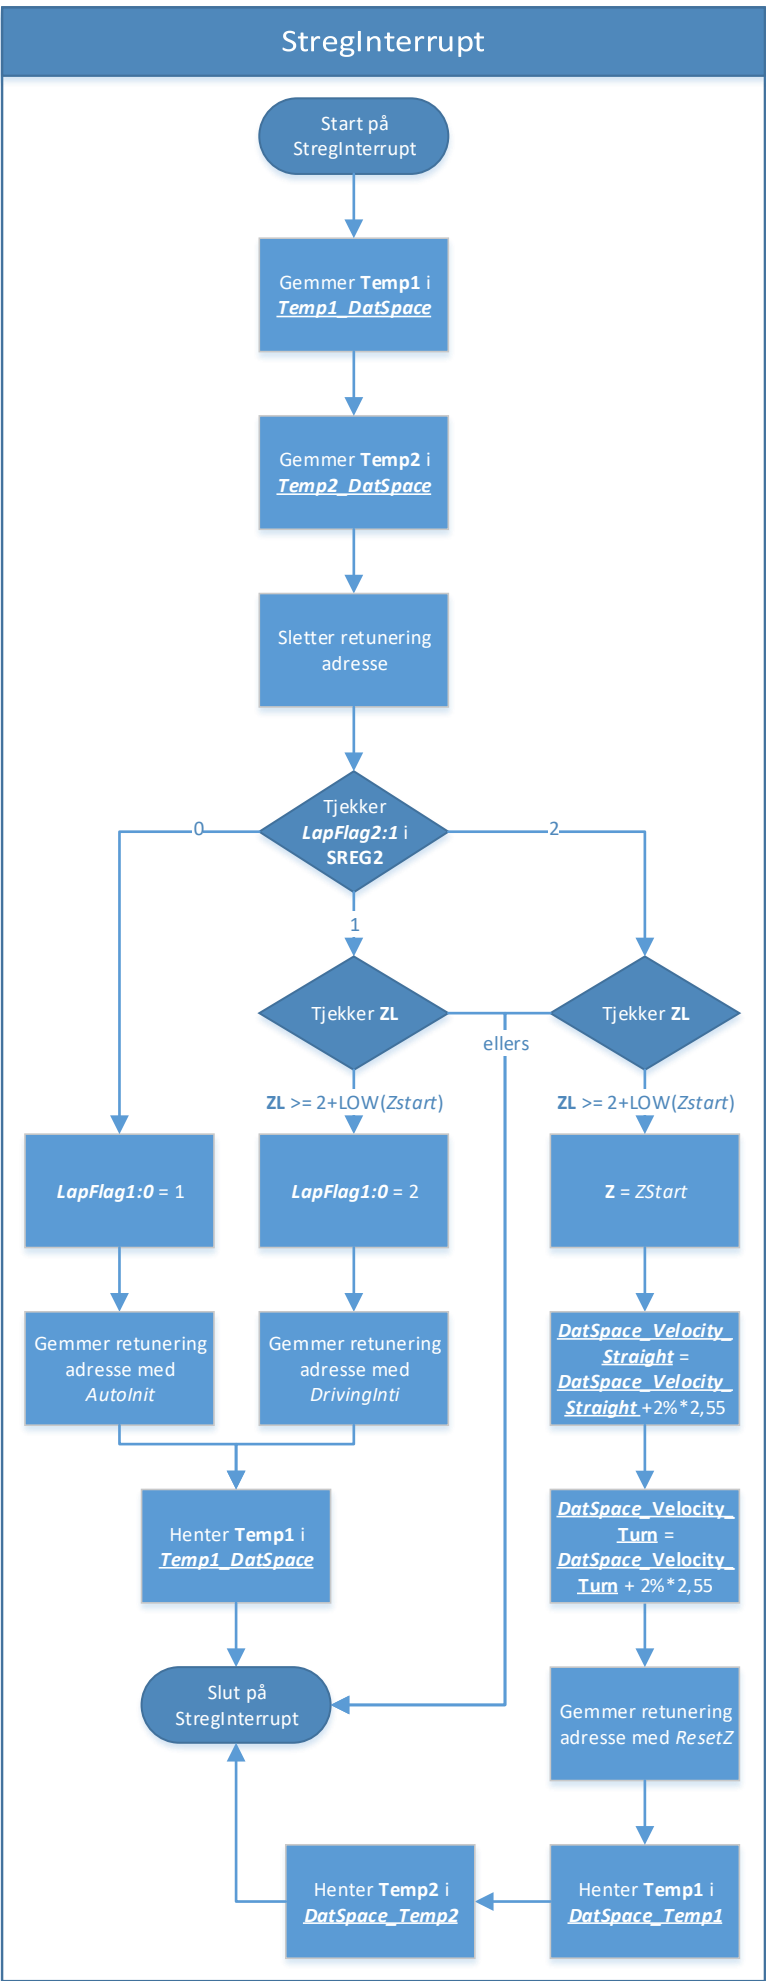 StregInterrupt
Start på
StregInterrupt
Gemmer Temp1 i
Temp1_DatSpace
Gemmer Temp2 i
Temp2_DatSpace
Sletter retunering
adresse
Tjekker
LapFlag2:1 i
SREG2
0
2
1
Tjekker ZL
Tjekker ZL
ellers
ZL >= 2+LOW(Zstart)
ZL >= 2+LOW(Zstart)
LapFlag1:0 = 1
LapFlag1:0 = 2
Z = ZStart
Gemmer retunering
adresse med
AutoInit
Gemmer retunering
adresse med
DrivingInti
DatSpace_Velocity_
Straight =
DatSpace_Velocity_
Straight +2%*2,55
Henter Temp1 i
Temp1_DatSpace
DatSpace_Velocity_
Turn =
DatSpace_Velocity_
Turn + 2%*2,55
Slut på
StregInterrupt
Gemmer retunering
adresse med ResetZ
Henter Temp2 i
DatSpace_Temp2
Henter Temp1 i
DatSpace_Temp1